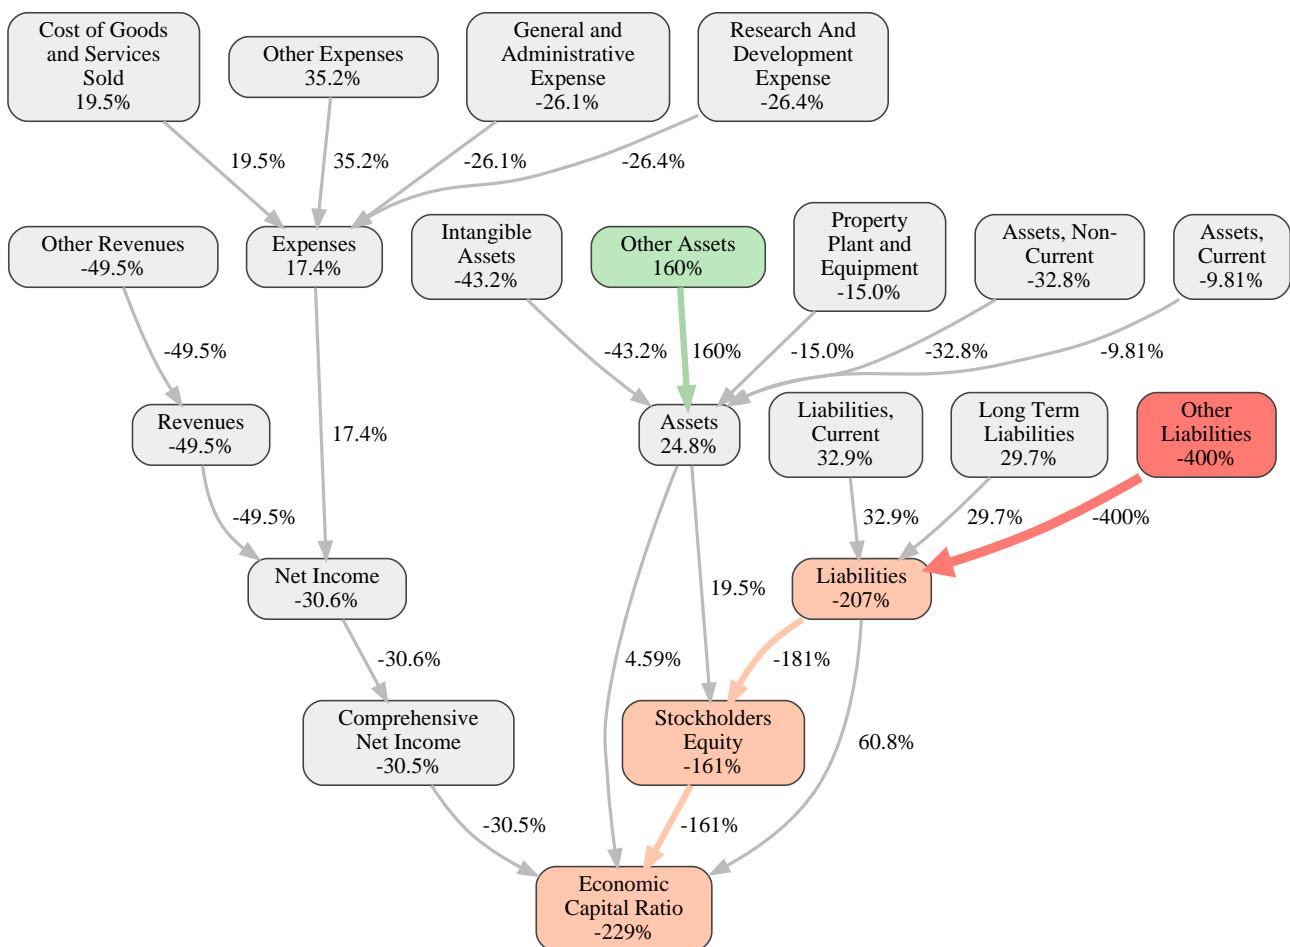 Cost of Goods
and Services
Sold
19.5%
Other Expenses
35.2%
General and
Administrative
Expense
-26.1%
Research And
Development
Expense
-26.4%
19.5%
35.2%
-26.1%
-26.4%
Other Revenues
-49.5%
Expenses
17.4%
Intangible
Assets
-43.2%
Other Assets
160%
Property
Plant and
Equipment
-15.0%
Assets, Non-
Current
-32.8%
Assets,
Current
-9.81%
-49.5%
-43.2%
160%
-15.0%
-32.8%
-9.81%
Revenues
-49.5%
17.4%
Assets
24.8%
Liabilities,
Current
32.9%
Long Term
Liabilities
29.7%
Other
Liabilities
-400%
-49.5%
32.9%
29.7%
-400%
Net Income
-30.6%
19.5%
Liabilities
-207%
-30.6%
4.59%
-181%
Comprehensive
Net Income
-30.5%
Stockholders
Equity
-161%
60.8%
-30.5%
-161%
Economic
Capital Ratio
-229%